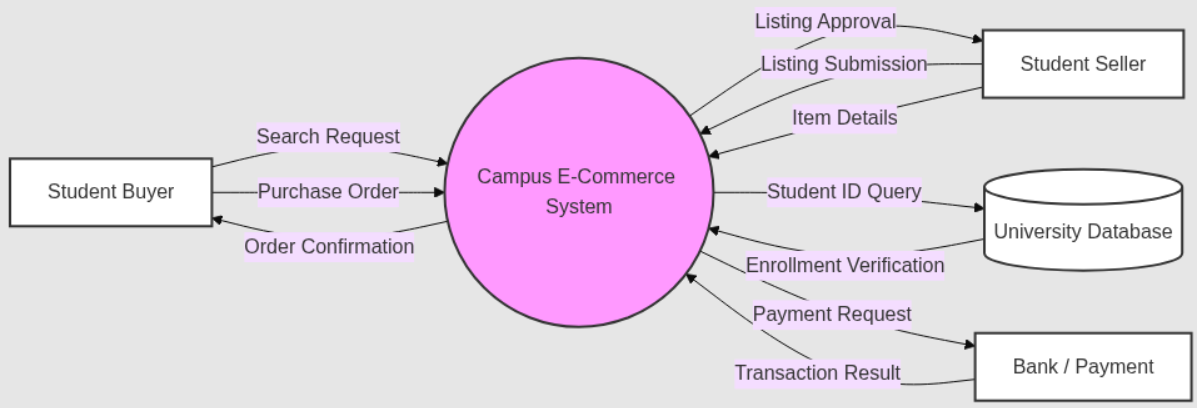 Listing Approval
Listing Submission
Student Seller
Item Details
Search Request
Student Buyer
Purchase Order
Order Confirmation
Campus E-Commerce
System
Student ID Query
University Database
Enrollment Verification
Payment Request
Bank / Payment
Transaction Result